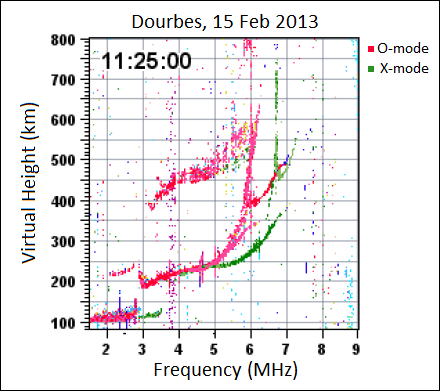 Dourbes, 15 Feb 2013
11:25:00
O-mode
X-mode
Virtual Height (km)
800
700
600
500
400
300
200
100
2 3 4 5 6 7 8 9
Frequency (MHz)